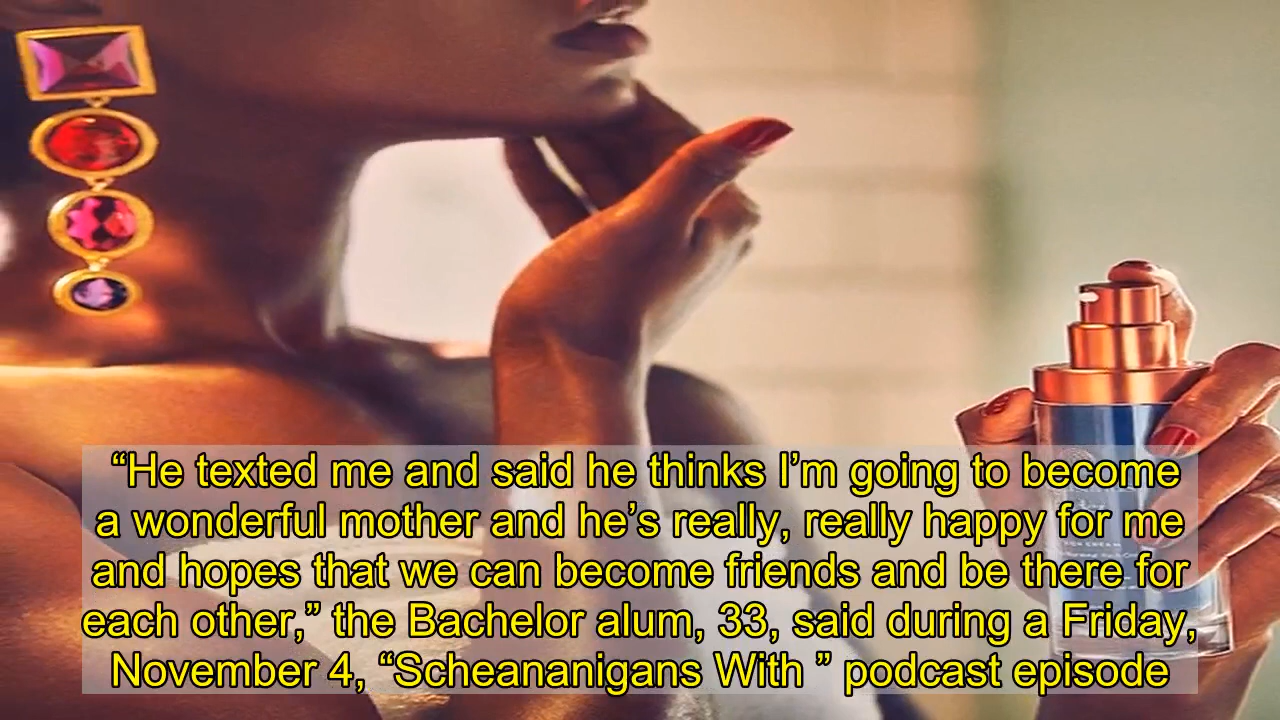 “He texted me and said he thinks I’m going to become
a wonderful mother and he’s really, really happy for me
and hopes that we can become friends and be there for
each other,” the Bachelor alum, 33, said during a Friday,
November 4, “Scheananigans With ” podcast episode